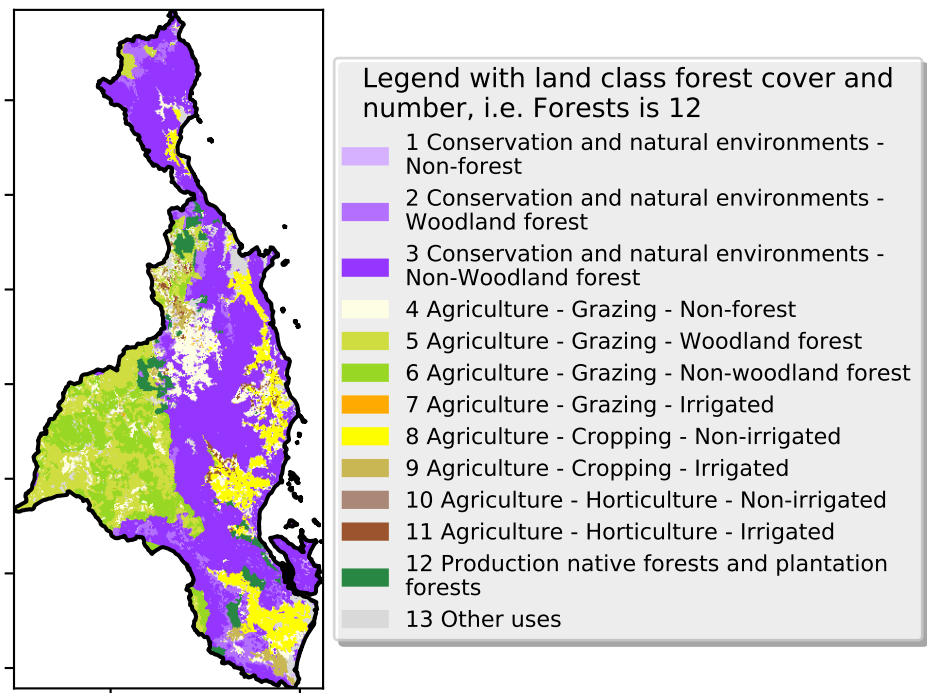 Legend with land class forest cover and
number, i.e. Forests is 12
1 Conservation and natural environments -
Non-forest
2 Conservation and natural environments -
Woodland forest
3 Conservation and natural environments -
Non-Woodland forest
4 Agriculture - Grazing - Non-forest
5 Agriculture - Grazing - Woodland forest
6 Agriculture - Grazing - Non-woodland forest
7 Agriculture - Grazing - Irrigated
8 Agriculture - Cropping - Non-irrigated
9 Agriculture - Cropping - Irrigated
10 Agriculture - Horticulture - Non-irrigated
11 Agriculture - Horticulture - Irrigated
12 Production native forests and plantation
forests
13 Other uses